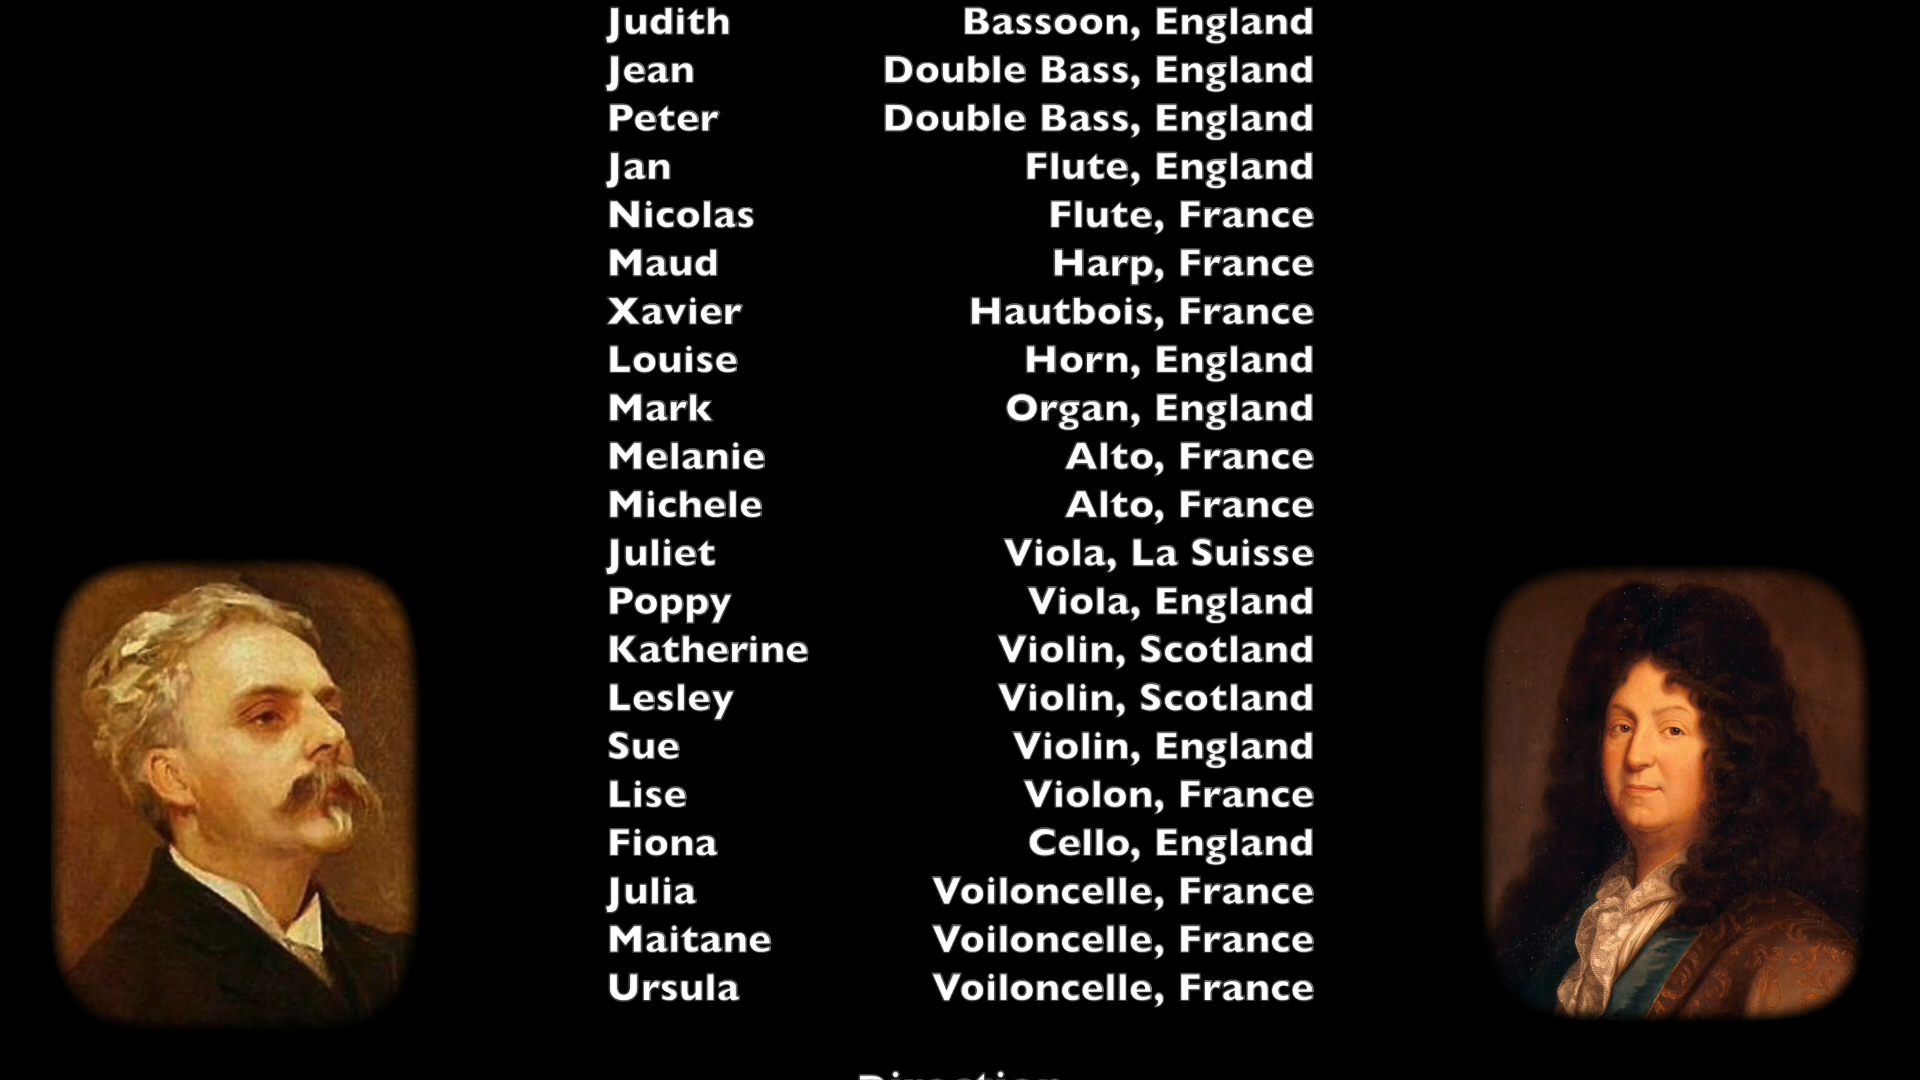 Judith Bassoon, England
Jean Double Bass, England
Peter Double Bass, England
Jan Flute, England
Nicolas Flute, France
Maud Harp, France
Xavier Hautbois, France
Louise Horn, England
Mark Organ, England
Melanie Alto, France
Michele Alto, France
Juliet Viola, La Suisse
Poppy Viola, England
Katherine Violin, Scotland
Lesley Violin, Scotland
Sue Violin, England
Lise Violon, France
Fiona Cello, England
Julia Voiloncelle, France
Maitane Voiloncelle, France
Ursula Voiloncelle, France